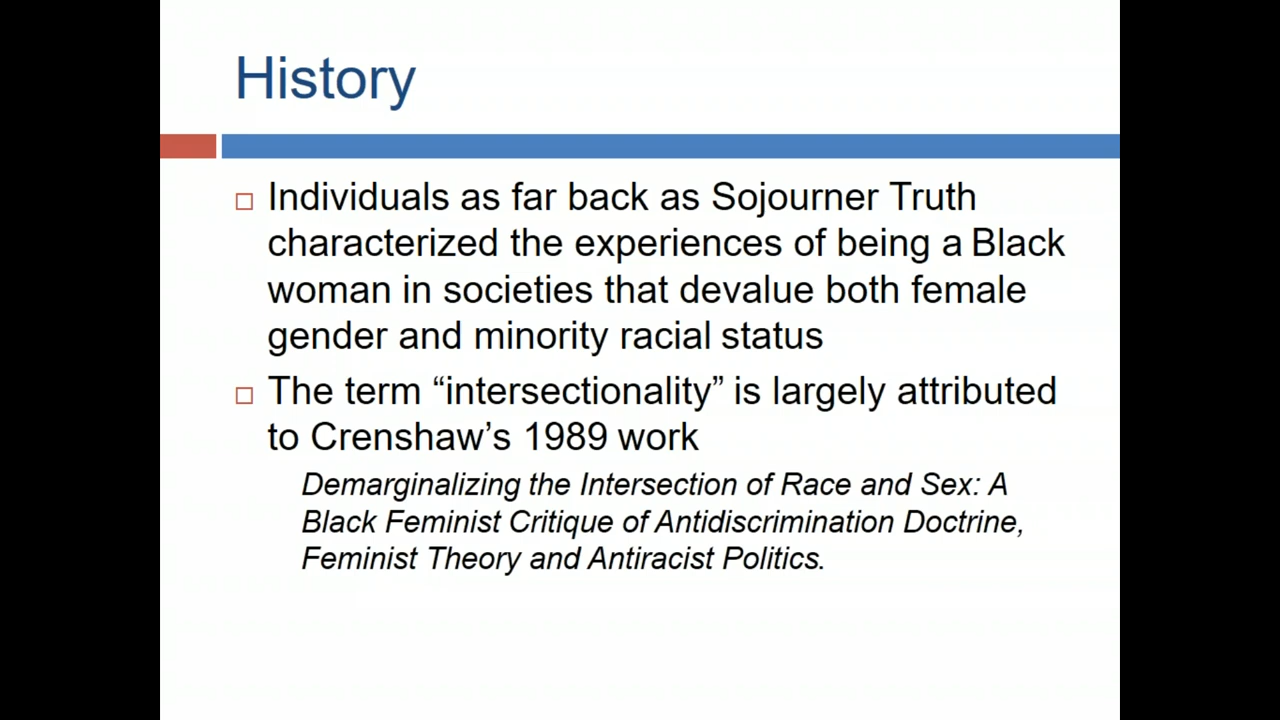 History
Individuals as far back as Sojourner Truth
characterized the experiences of being a Black
woman in societies that devalue both female
gender and minority racial status
The term “intersectionality” is largely attributed
to Crenshaw’s 1989 work
Demarginalizing the Intersection of Race and Sex: A
Black Feminist Critique of Antidiscrimination Doctrine,
Feminist Theory and Antiracist Politics.